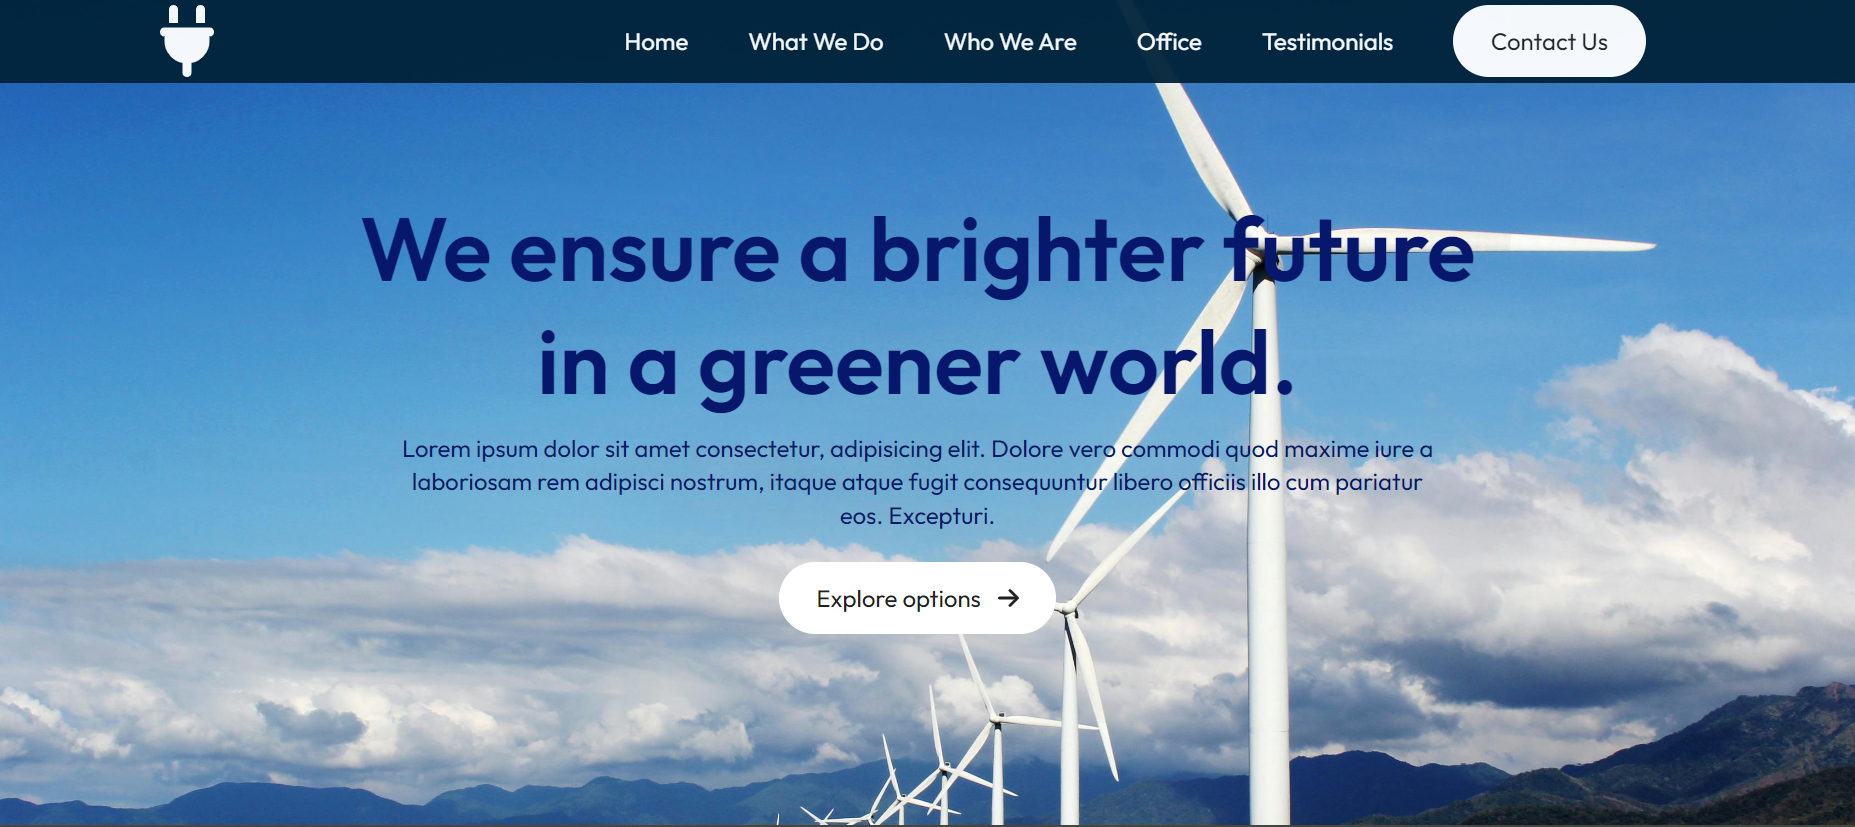 Home What We Do Who We Are Office Testimonials Contact Us
We ensure a brighter future
in a greener world.
Lorem ipsum dolor sit amet consectetur, adipisicing elit. Dolore vero commodi quod maxime iure a
laboriosam rem adipisci nostrum, itaque atque fugit consequuntur libero officiis illo cum pariatur
eos. Excepturi.
Explore options